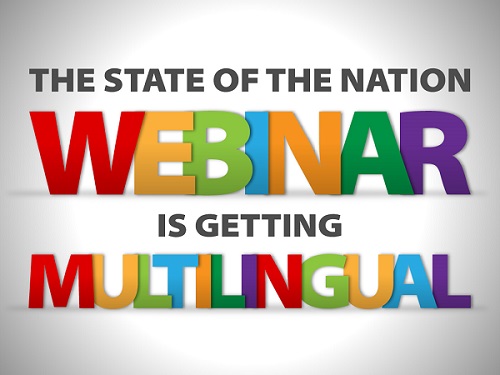 THE STATE OF THE NATION
WEBINAR
IS GETTING
MULTILINGUAL